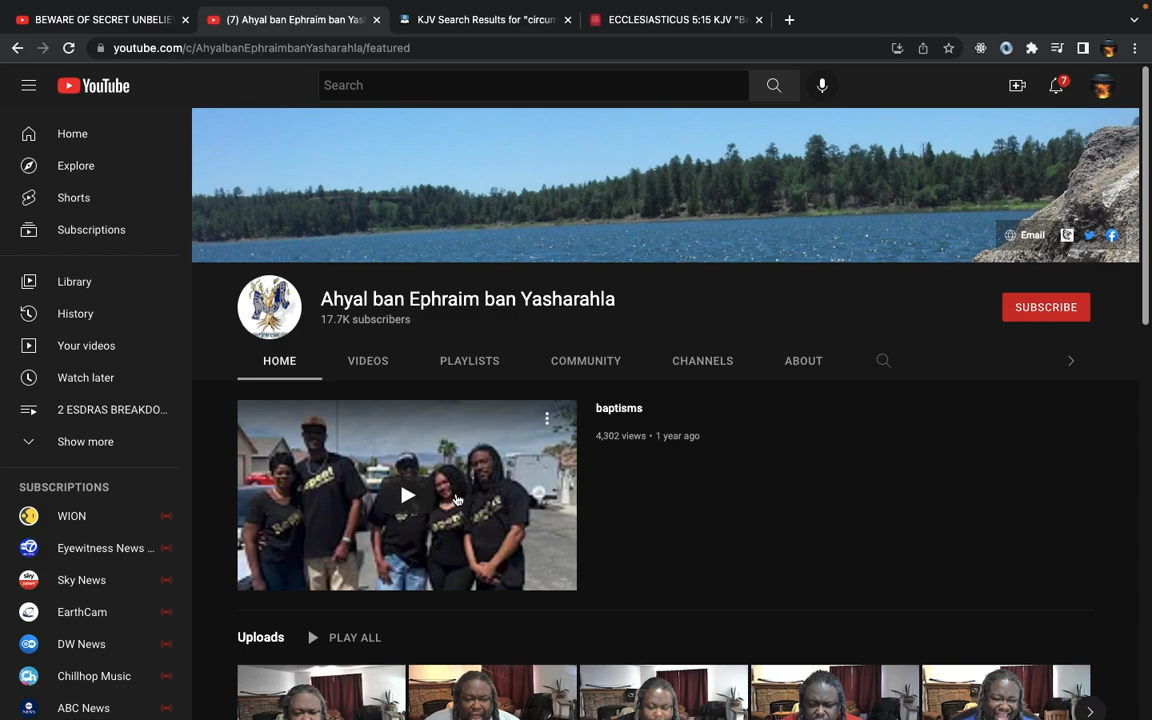 BEWARE OF SECRET UNBELIE
(7) Ahyal ban Ephraim ban Yas
KJV Search Results for "circum
ECCLESIASTICUS 5:15 KJV "Be
youtube.com/c/AhyalbanEphraimbanYasharahla/featured
YouTube
Search
7
Home
Explore
Shorts
Subscriptions
Library
History
Your videos
Watch later
2 ESDRAS BREAKDO...
Show more
SUBSCRIPTIONS
WION
Eyewitness News ...
Sky News
EarthCam
DW News
Chillhop Music
ABC News
Email
Ahyal ban Ephraim ban Yasharahla
17.7K subscribers
SUBSCRIBE
HOME
VIDEOS
PLAYLISTS
COMMUNITY
CHANNELS
ABOUT
baptisms
4,302 views • 1 year ago
Uploads
PLAY ALL